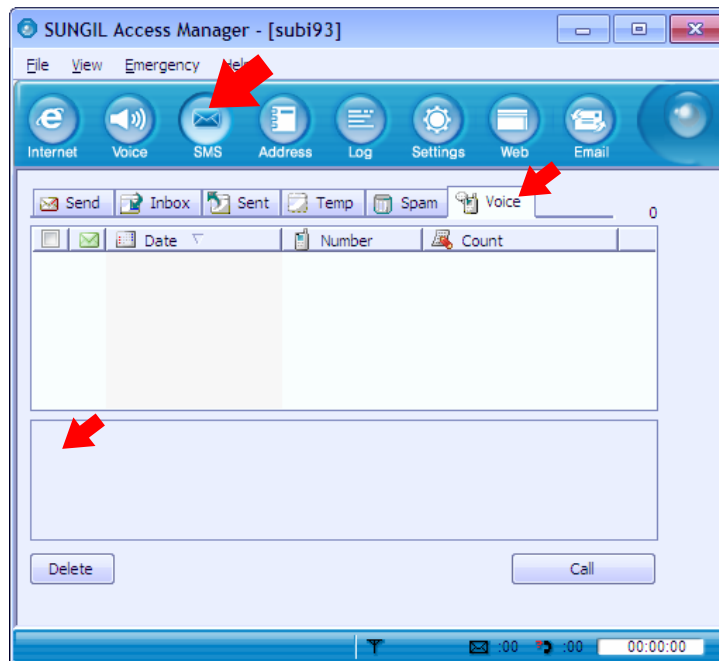 SUNGIL Access Manager - [subi93]
File View Emergency
Internet Voice SMS Address Log Settings Web Email
Send Inbox Sent Temp Spam Voice 0
Date Number Count
Delete Call
:00 :00 00:00:00